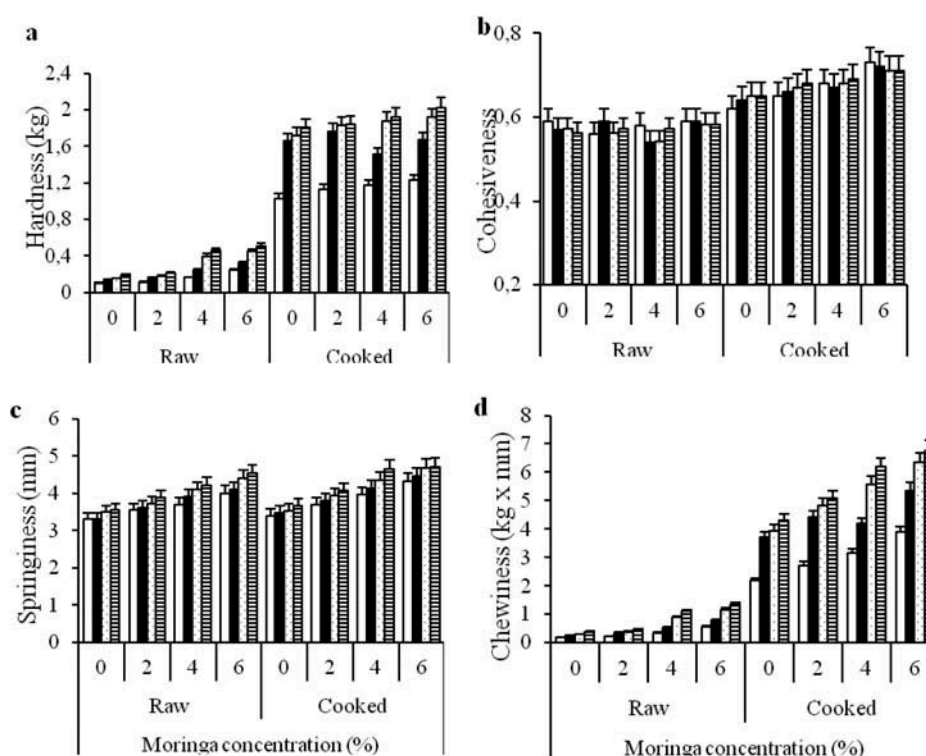 a
Hardness (kg)
2,4
2
1,6
1,2
0,8
0,4
0
0 2 4 6 0 2 4 6
Raw Cooked
b
Cohesiveness
0,8
0,6
0,4
0,2
0 2 4 6 0 2 4 6
Raw Cooked
c
Springiness (mm)
6
5
4
3
2
1
0
0 2 4 6 0 2 4 6
Raw Cooked
Moringa concentration (%)
d
Chewiness (kg x mm)
8
7
6
5
4
3
2
1
0
0 2 4 6 0 2 4 6
Raw Cooked
Moringa concentration (%)